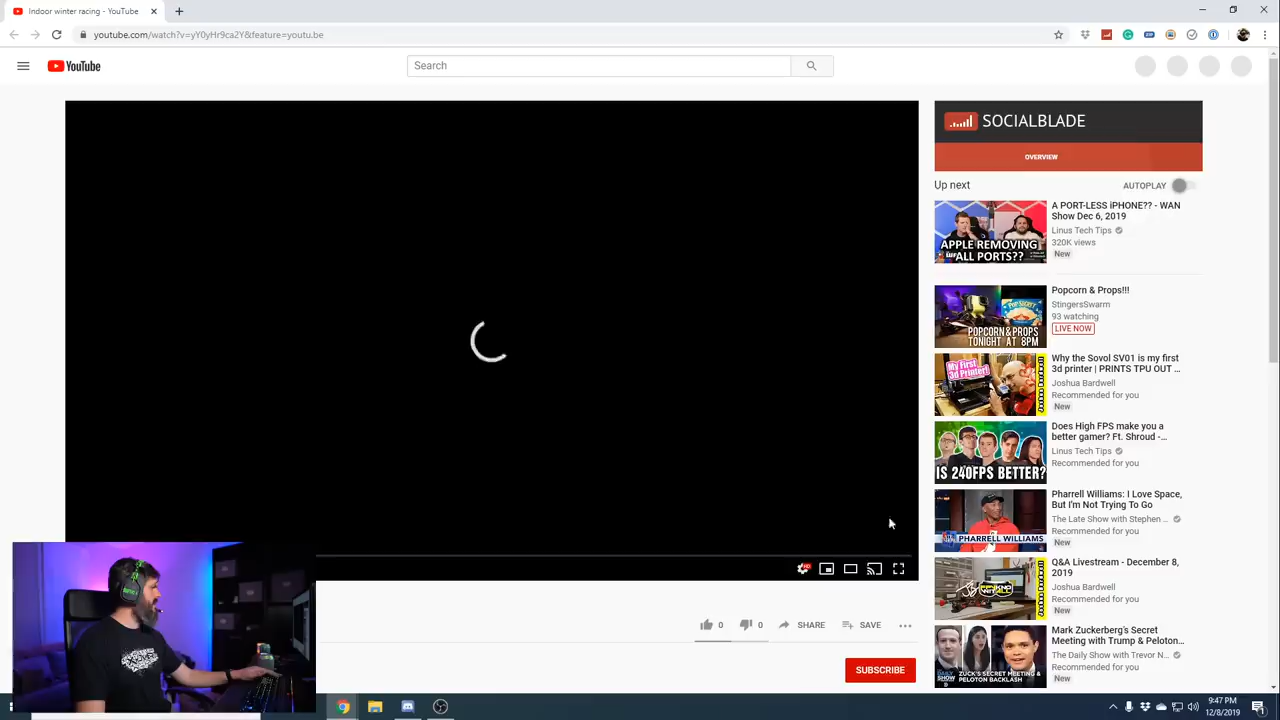 Indoor winter racing - YouTube
youtube.com/watch?v=yY0yHr9ca2Y&feature=youtu.be
YouTube
Search
SOCIALBLADE
OVERVIEW
Up next
AUTOPLAY
APPLE REMOVING
ALL PORTS??
A PORT-LESS iPHONE?? - WAN
Show Dec 6, 2019
Linus Tech Tips
320K views
New
POPCORN & PROPS
TONIGHT AT 8PM
Popcorn & Props!!!
StingersSwarm
93 watching
LIVE NOW
My First
3d Printer!
Joshua Bardwell
Why the Sovol SV01 is my first
3d printer | PRINTS TPU OUT ...
Joshua Bardwell
Recommended for you
New
IS 240FPS BETTER?
Does High FPS make you a
better gamer? Ft. Shroud -...
Linus Tech Tips
Recommended for you
PHARRELL WILLIAMS
Pharrell Williams: I Love Space,
But I'm Not Trying To Go
The Late Show with Stephen ...
Recommended for you
New
Joshua Bardwell
Q&A Livestream - December 8,
2019
Joshua Bardwell
Recommended for you
New
ZUCK'S SECRET MEETING &
PELOTON BACKLASH
Mark Zuckerberg's Secret
Meeting with Trump & Peloton...
The Daily Show with Trevor N...
Recommended for you
New
0
0
SHARE
SAVE
SUBSCRIBE
9:47 PM
12/8/2019